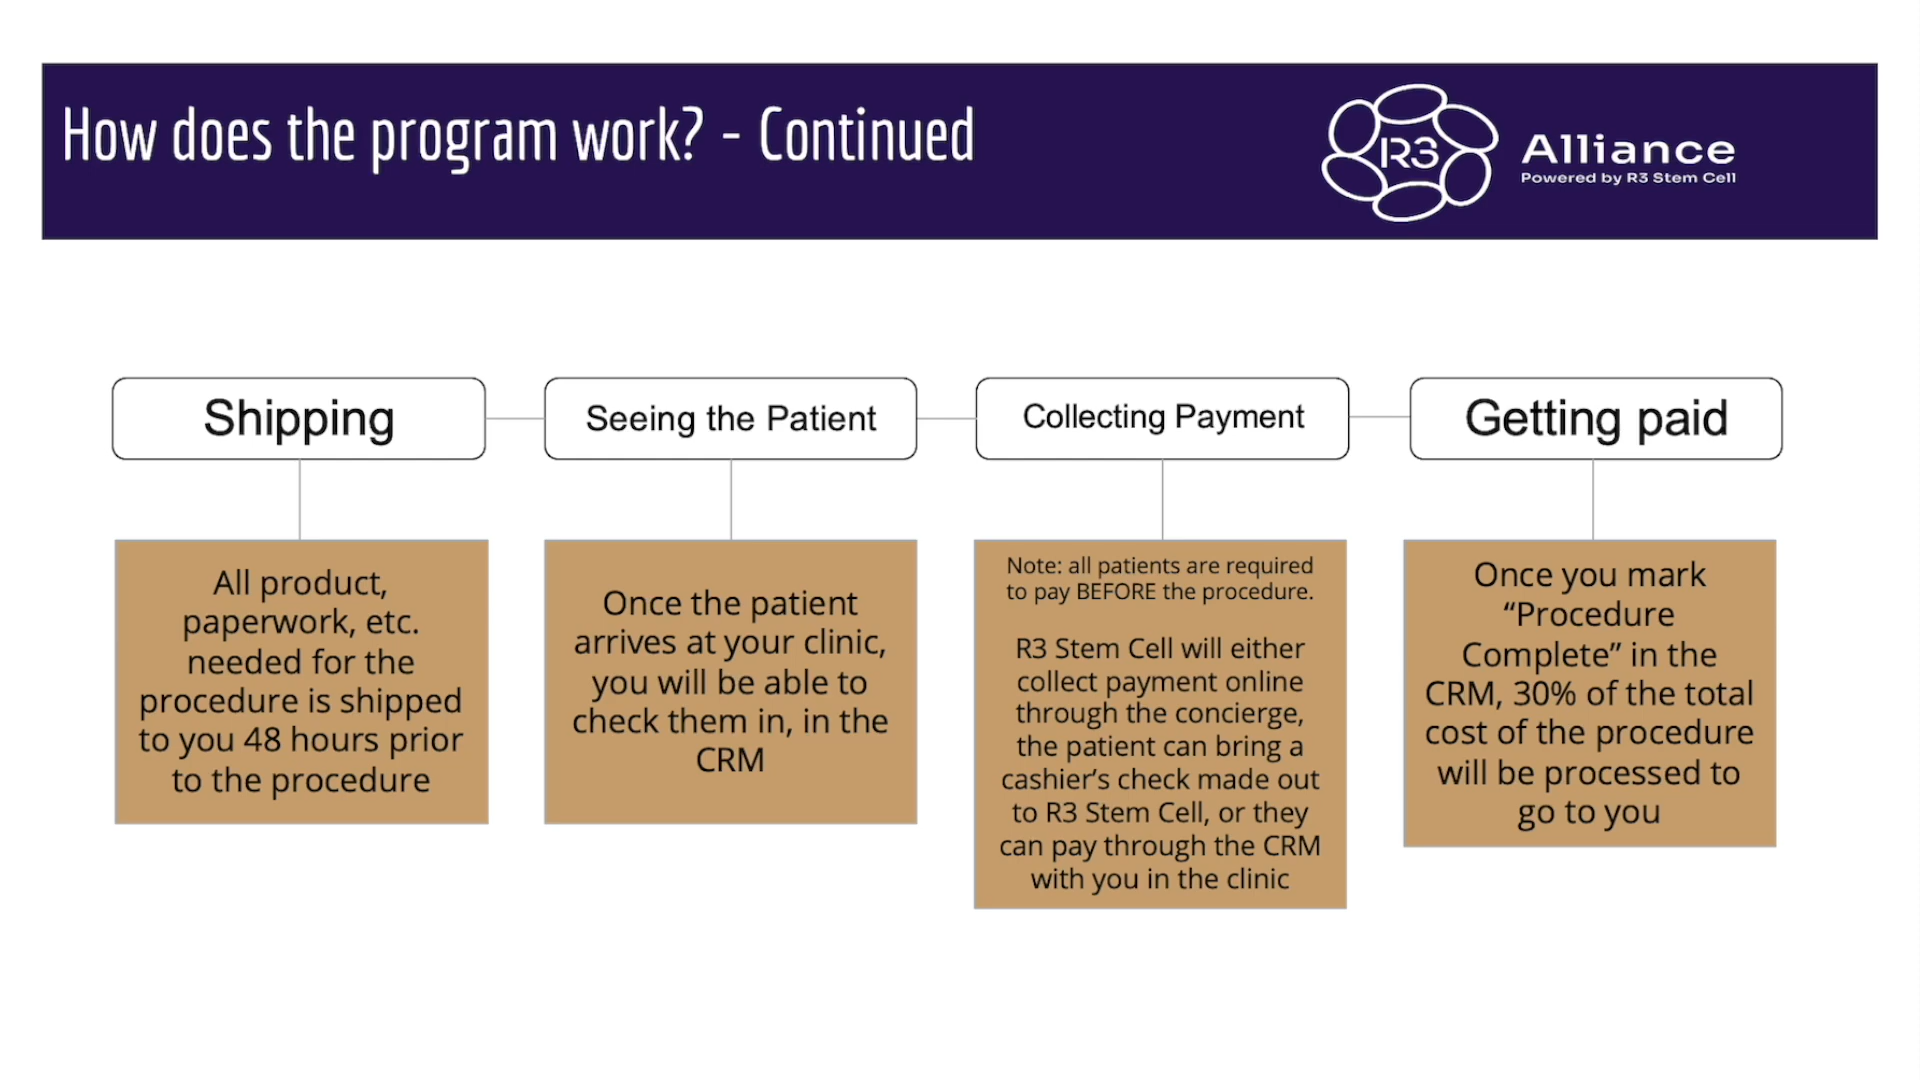 How does the program work? - Continued
R3
Alliance
Powered by R3 Stem Cell
Shipping
All product,
paperwork, etc.
needed for the
procedure is shipped
to you 48 hours prior
to the procedure
Seeing the Patient
Once the patient
arrives at your clinic,
you will be able to
check them in, in the
CRM
Collecting Payment
Note: all patients are required
to pay BEFORE the procedure.
R3 Stem Cell will either
collect payment online
through the concierge,
the patient can bring a
cashier’s check made out
to R3 Stem Cell, or they
can pay through the CRM
with you in the clinic
Getting paid
Once you mark
“Procedure
Complete” in the
CRM, 30% of the total
cost of the procedure
will be processed to
go to you